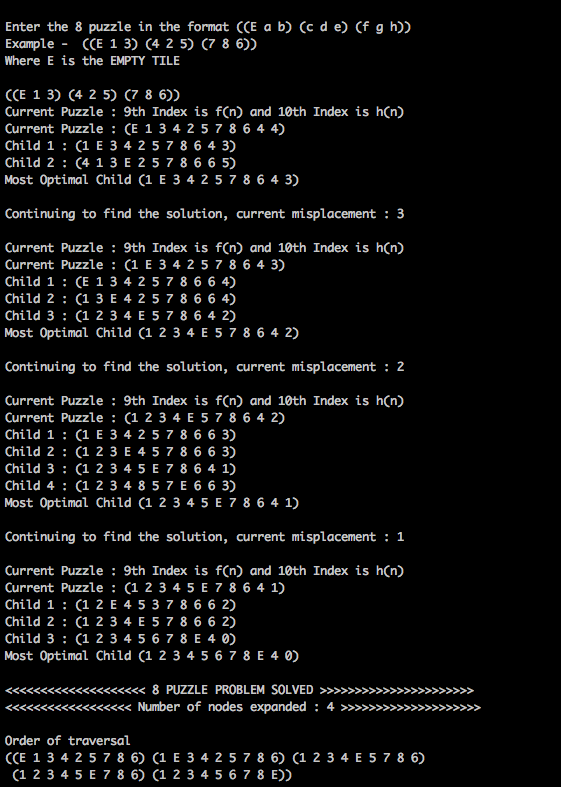 Enter the 8 puzzle in the format ((E a b) (c d e) (f g h))
Example -  ((E 1 3) (4 2 5) (7 8 6))
Where E is the EMPTY TILE
((E 1 3) (4 2 5) (7 8 6))
Current Puzzle : 9th Index is f(n) and 10th Index is h(n)
Current Puzzle : (E 1 3 4 2 5 7 8 6 4 4)
Child 1 : (1 E 3 4 2 5 7 8 6 4 3)
Child 2 : (4 1 3 E 2 5 7 8 6 6 5)
Most Optimal Child (1 E 3 4 2 5 7 8 6 4 3)
Continuing to find the solution, current misplacement : 3
Current Puzzle : 9th Index is f(n) and 10th Index is h(n)
Current Puzzle : (1 E 3 4 2 5 7 8 6 4 3)
Child 1 : (E 1 3 4 2 5 7 8 6 6 4)
Child 2 : (1 3 E 4 2 5 7 8 6 6 4)
Child 3 : (1 2 3 4 E 5 7 8 6 4 2)
Most Optimal Child (1 2 3 4 E 5 7 8 6 4 2)
Continuing to find the solution, current misplacement : 2
Current Puzzle : 9th Index is f(n) and 10th Index is h(n)
Current Puzzle : (1 2 3 4 E 5 7 8 6 4 2)
Child 1 : (1 E 3 4 2 5 7 8 6 6 3)
Child 2 : (1 2 3 E 4 5 7 8 6 6 3)
Child 3 : (1 2 3 4 5 E 7 8 6 4 1)
Child 4 : (1 2 3 4 8 5 7 E 6 6 3)
Most Optimal Child (1 2 3 4 5 E 7 8 6 4 1)
Continuing to find the solution, current misplacement : 1
Current Puzzle : 9th Index is f(n) and 10th Index is h(n)
Current Puzzle : (1 2 3 4 5 E 7 8 6 4 1)
Child 1 : (1 2 E 4 5 3 7 8 6 6 2)
Child 2 : (1 2 3 4 E 5 7 8 6 6 2)
Child 3 : (1 2 3 4 5 6 7 8 E 4 0)
Most Optimal Child (1 2 3 4 5 6 7 8 E 4 0)
<<<<<<<<<<<<<<<<<<<< 8 PUZZLE PROBLEM SOLVED >>>>>>>>>>>>>>>>>>>>>>
<<<<<<<<<<<<<<<<<< Number of nodes expanded : 4 >>>>>>>>>>>>>>>>>>>>
Order of traversal
((E 1 3 4 2 5 7 8 6) (1 E 3 4 2 5 7 8 6) (1 2 3 4 E 5 7 8 6)
(1 2 3 4 5 E 7 8 6) (1 2 3 4 5 6 7 8 E))